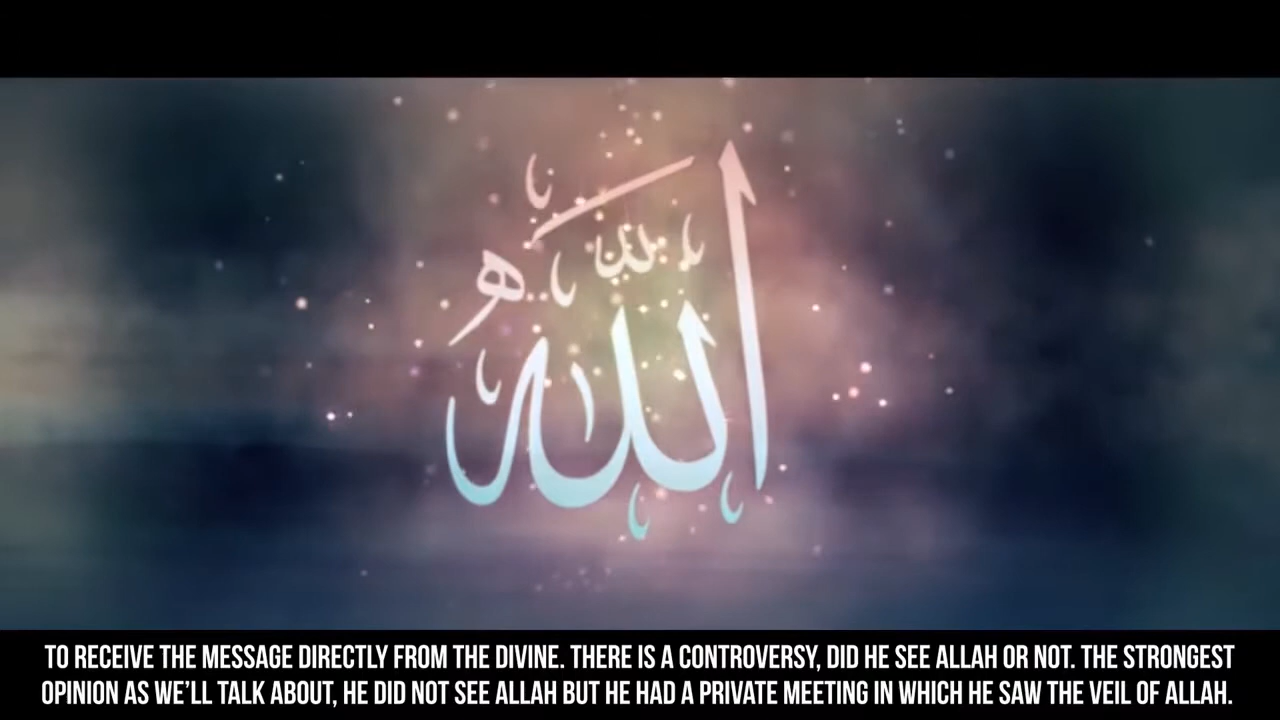 الله
TO RECEIVE THE MESSAGE DIRECTLY FROM THE DIVINE. THERE IS A CONTROVERSY, DID HE SEE ALLAH OR NOT. THE STRONGEST
OPINION AS WE'LL TALK ABOUT, HE DID NOT SEE ALLAH BUT HE HAD A PRIVATE MEETING IN WHICH HE SAW THE VEIL OF ALLAH.